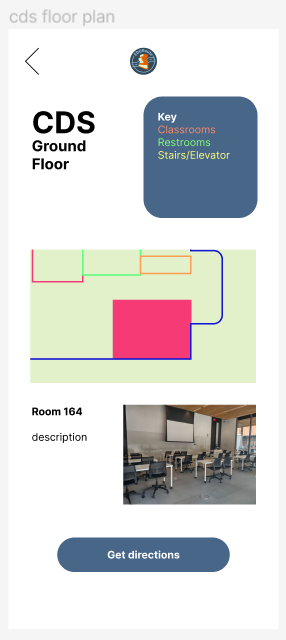 cds floor plan
CDS
Ground
Floor
Key
Classrooms
Restrooms
Stairs/Elevator
Room 164
description
Get directions